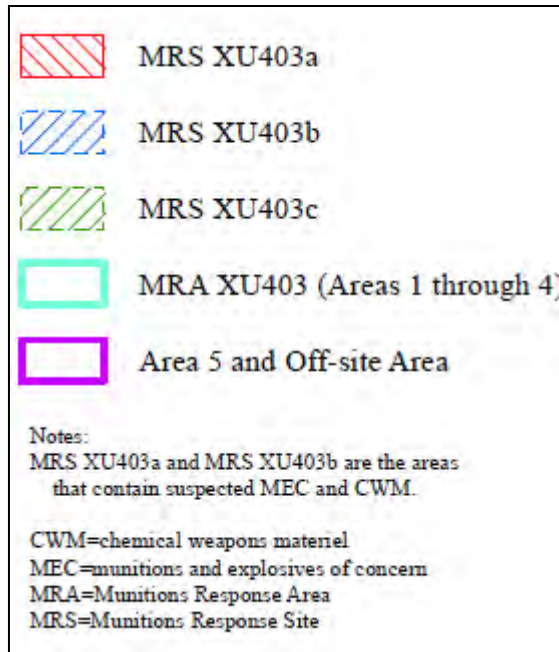 MRS XU403a
MRS XU403b
MRS XU403c
MRA XU403 (Areas 1 through 4)
Area 5 and Off-site Area
Notes:
MRS XU403a and MRS XU403b are the areas
that contain suspected MEC and CWM.
CWM=chemical weapons materiel
MEC=munitions and explosives of concern
MRA=Munitions Response Area
MRS=Munitions Response Site